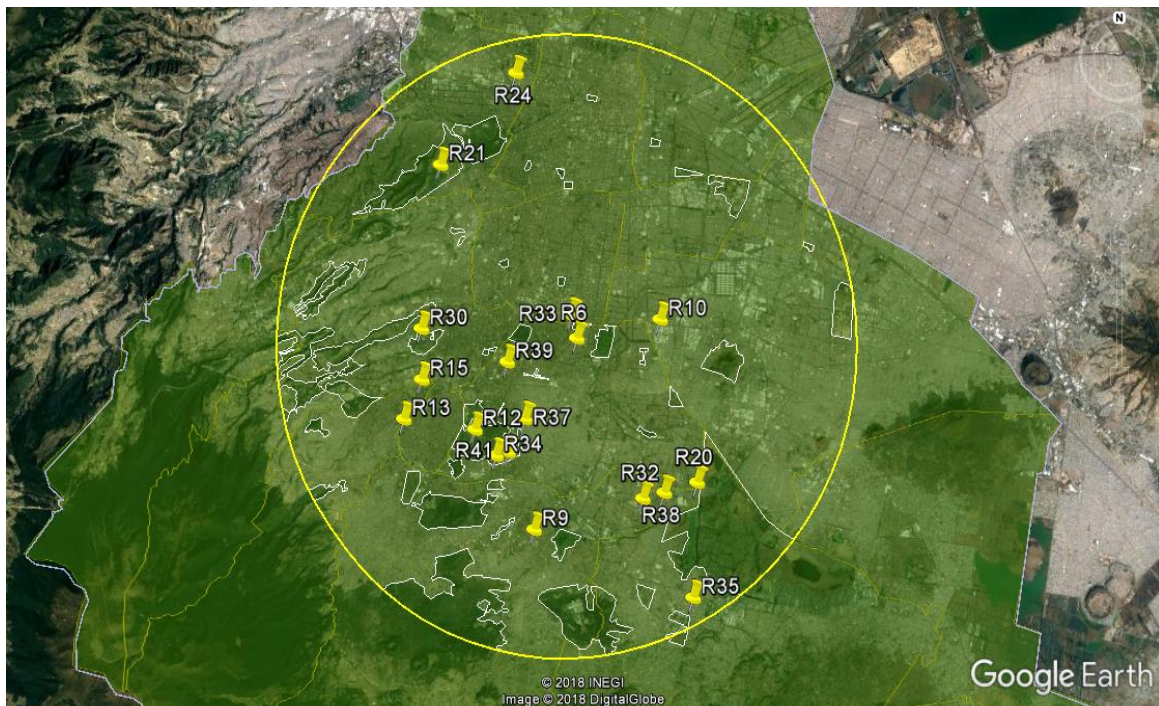 N
R24
R21
R33 R6
R10
R30
R39
R15
R13
R12
R37
R41
R34
R20
R32
R38
R9
R35
© 2018 INEGI
Image © 2018 DigitalGlobe
Google Earth